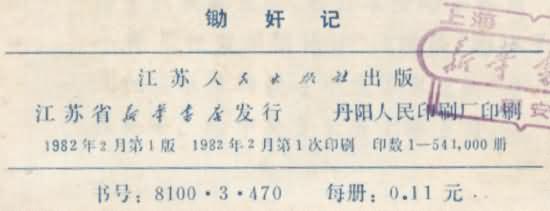 锄奸记
江苏人民出版社出版
江苏省新华书店发行 丹阳人民印刷厂印刷
1982年2月第1版 1982年2月第1次印刷 印数1—541,000册
书号：8100·3·470 每册：0.11元
上海
新华书
安